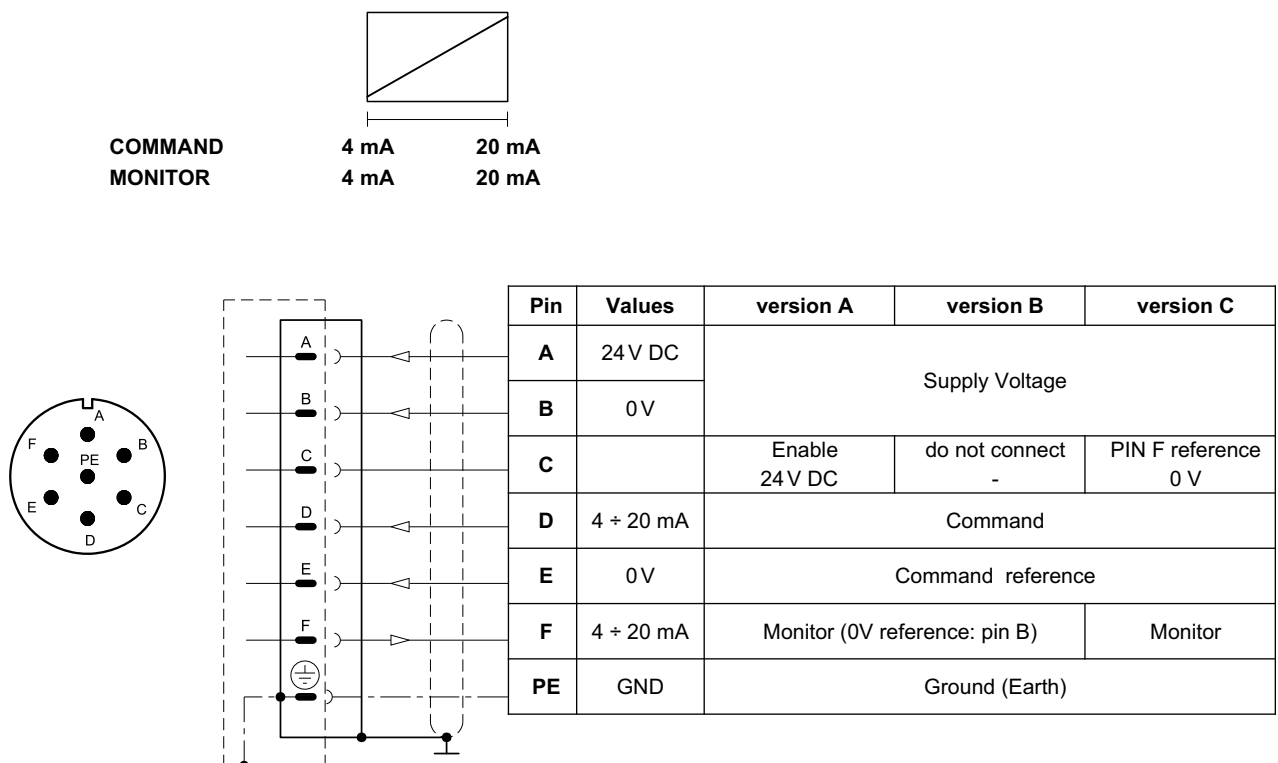 COMMAND 4 mA 20 mA
MONITOR 4 mA 20 mA
Pin Values version A version B version C
A 24 V DC Supply Voltage
B 0 V
C Enable 24 V DC do not connect - PIN F reference 0 V
D 4 ÷ 20 mA Command
E 0 V Command reference
F 4 ÷ 20 mA Monitor (0V reference: pin B) Monitor
PE GND Ground (Earth)
A
B
C
D
E
F
A
F B
PE
E C
D